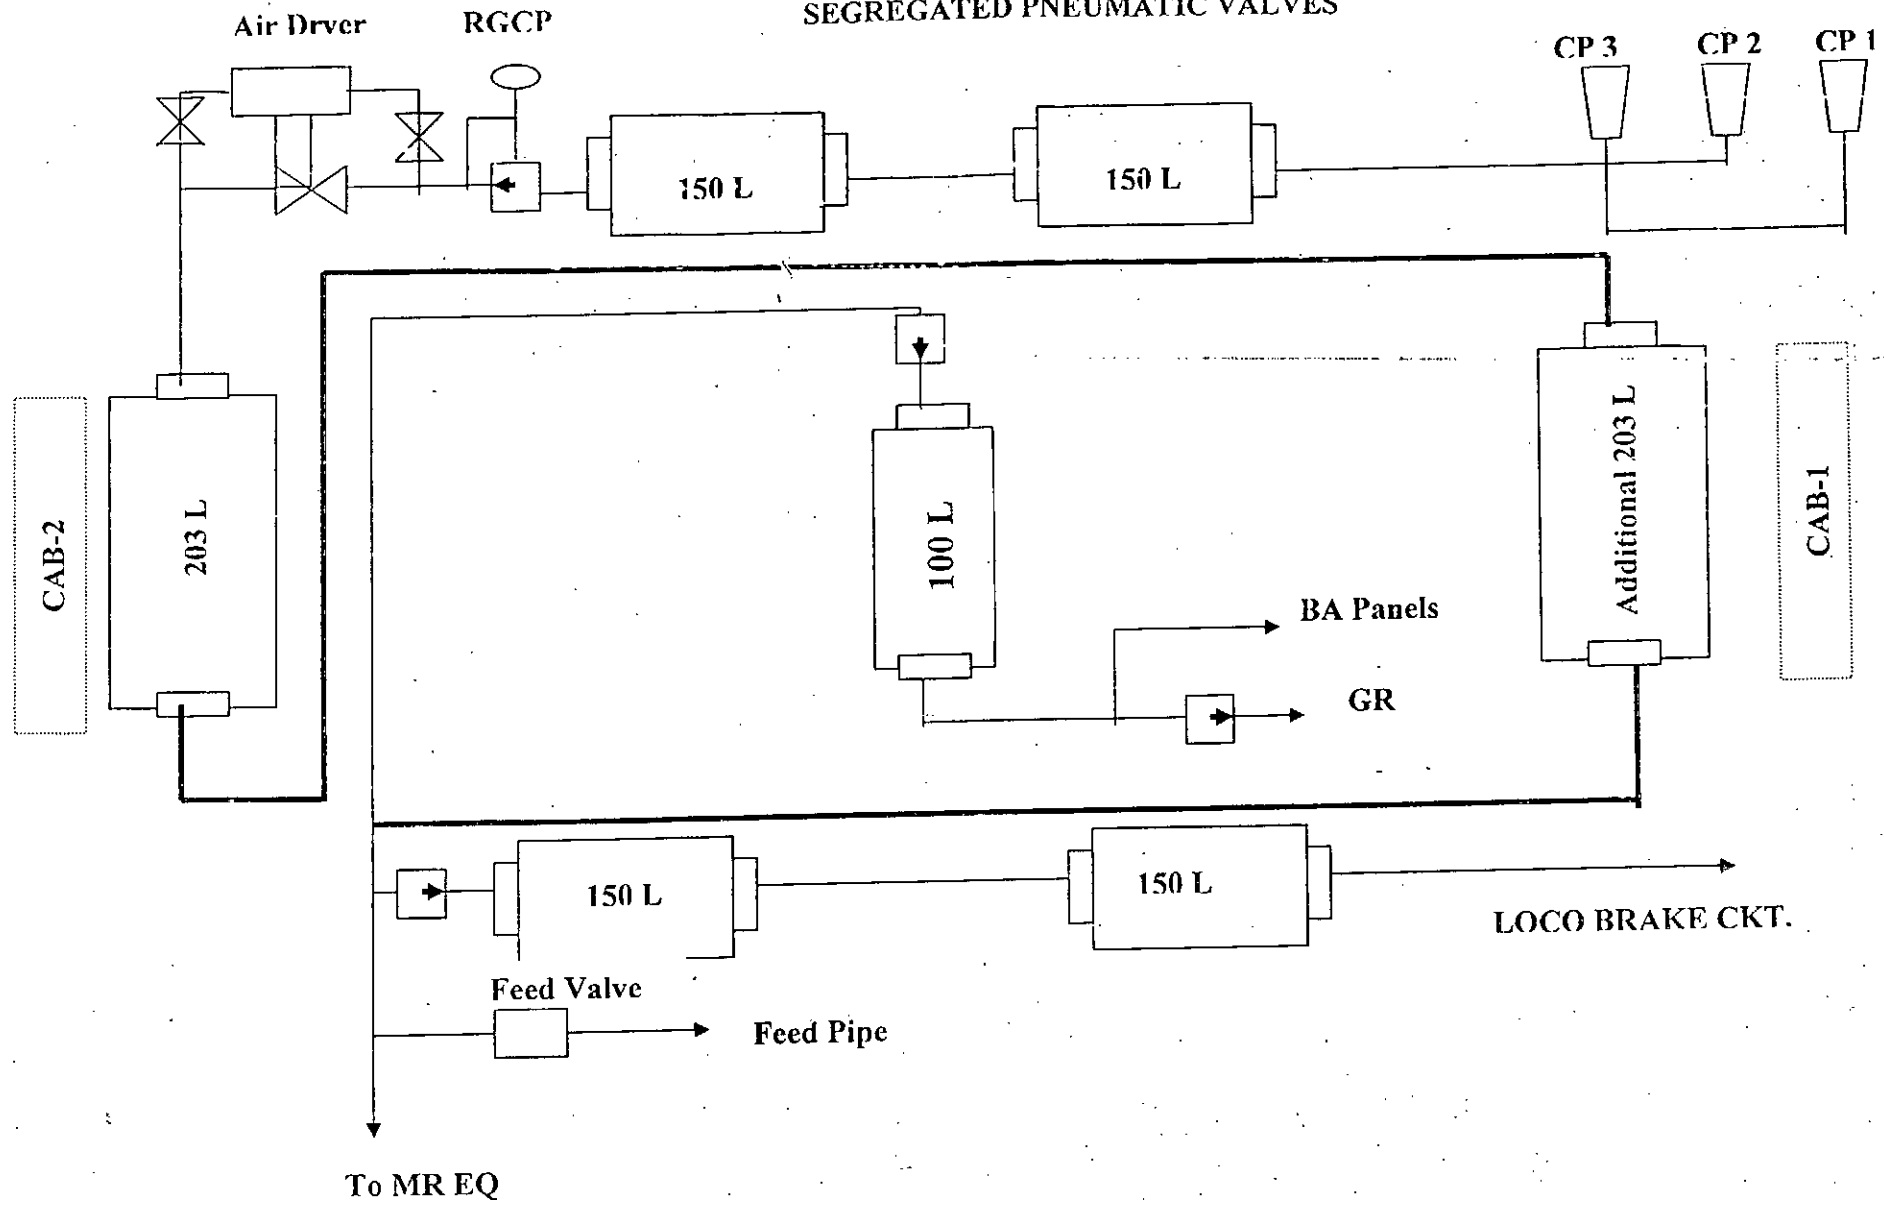 SEGREGATED PNEUMATIC VALVES
Air Dryer
RGCP
CP 3
CP 2
CP 1
150 L
150 L
CAB-2
203 L
100 L
Additional 203 L
CAB-1
BA Panels
GR
150 L
150 L
LOCO BRAKE CKT.
Feed Valve
Feed Pipe
To MR EQ